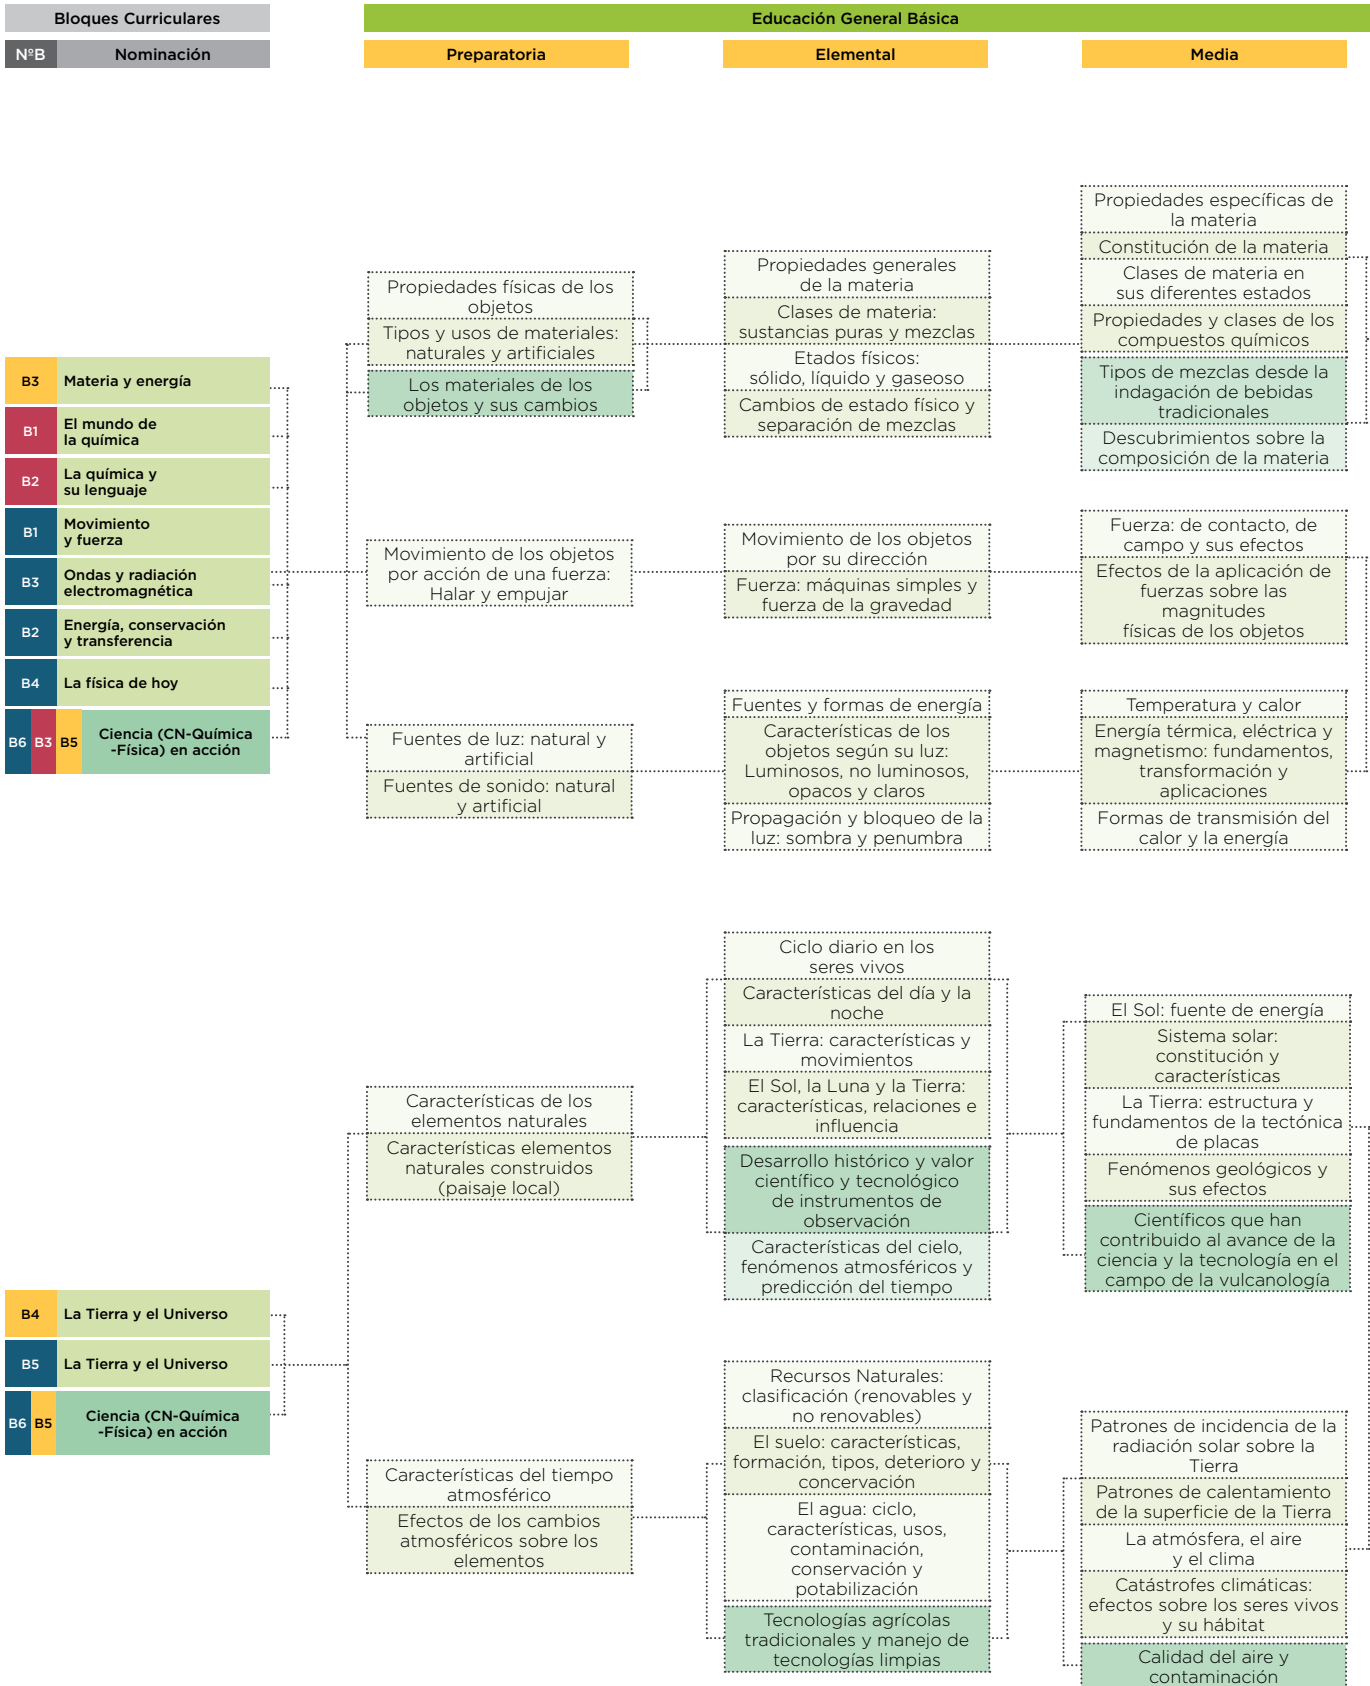 Bloques Curriculares
Educación General Básica
NºB
Nominación
Preparatoria
Elemental
Media
B3
Materia y energía
B1
El mundo de
la química
B2
La química y
su lenguaje
B1
Movimiento
y fuerza
B3
Ondas y radiación
electromagnética
B2
Energía, conservación
y transferencia
B4
La física de hoy
B6
B3
B5
Ciencia (CN-Química
-Física) en acción
Propiedades físicas de los
objetos
Tipos y usos de materiales:
naturales y artificiales
Los materiales de los
objetos y sus cambios
Propiedades generales
de la materia
Clases de materia:
sustancias puras y mezclas
Etados físicos:
sólido, líquido y gaseoso
Cambios de estado físico y
separación de mezclas
Propiedades específicas de
la materia
Constitución de la materia
Clases de materia en
sus diferentes estados
Propiedades y clases de los
compuestos químicos
Tipos de mezclas desde la
indagación de bebidas
tradicionales
Descubrimientos sobre la
composición de la materia
Movimiento de los objetos
por acción de una fuerza:
Halar y empujar
Movimiento de los objetos
por su dirección
Fuerza: máquinas simples y
fuerza de la gravedad
Fuerza: de contacto, de
campo y sus efectos
Efectos de la aplicación de
fuerzas sobre las
magnitudes
físicas de los objetos
Fuentes de luz: natural y
artificial
Fuentes de sonido: natural
y artificial
Fuentes y formas de energía
Características de los
objetos según su luz:
Luminosos, no luminosos,
opacos y claros
Propagación y bloqueo de la
luz: sombra y penumbra
Temperatura y calor
Energía térmica, eléctrica y
magnetismo: fundamentos,
transformación y
aplicaciones
Formas de transmisión del
calor y la energía
B4
La Tierra y el Universo
B5
La Tierra y el Universo
B6
B5
Ciencia (CN-Química
-Física) en acción
Características de los
elementos naturales
Características elementos
naturales construidos
(paisaje local)
Ciclo diario en los
seres vivos
Características del día y la
noche
La Tierra: características y
movimientos
El Sol, la Luna y la Tierra:
características, relaciones e
influencia
Desarrollo histórico y valor
científico y tecnológico
de instrumentos de
observación
Características del cielo,
fenómenos atmosféricos y
predicción del tiempo
El Sol: fuente de energía
Sistema solar:
constitución y
características
La Tierra: estructura y
fundamentos de la tectónica
de placas
Fenómenos geológicos y
sus efectos
Científicos que han
contribuido al avance de la
ciencia y la tecnología en el
campo de la vulcanología
Características del tiempo
atmosférico
Efectos de los cambios
atmosféricos sobre los
elementos
Recursos Naturales:
clasificación (renovables y
no renovables)
El suelo: características,
formación, tipos, deterioro y
concervación
El agua: ciclo,
características, usos,
contaminación,
conservación y
potabilización
Tecnologías agrícolas
tradicionales y manejo de
tecnologías limpias
Patrones de incidencia de la
radiación solar sobre la
Tierra
Patrones de calentamiento
de la superficie de la Tierra
La atmósfera, el aire
y el clima
Catástrofes climáticas:
efectos sobre los seres vivos
y su hábitat
Calidad del aire y
contaminación